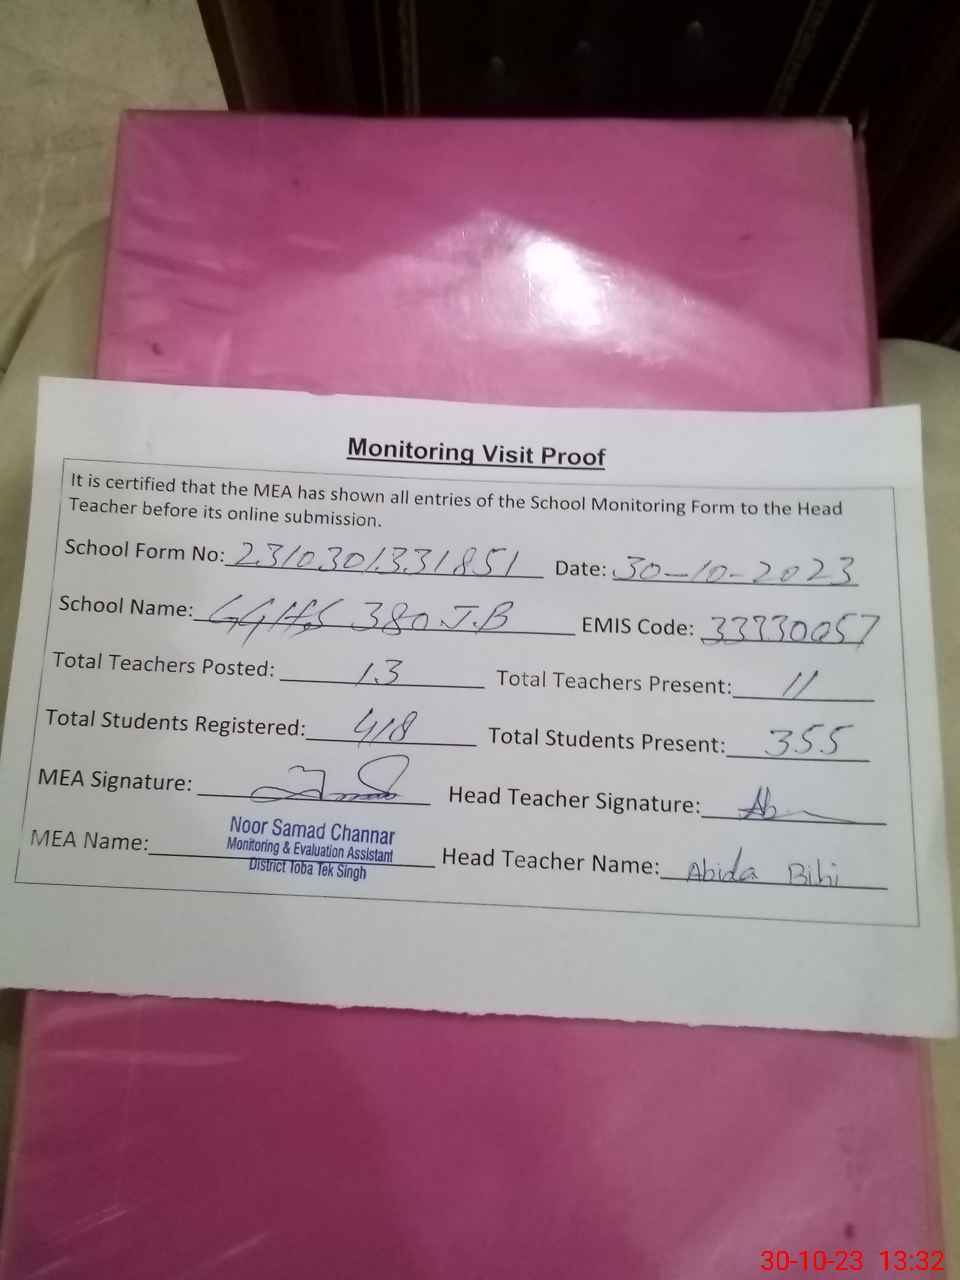 Monitoring Visit Proof
It is certified that the MEA has shown all entries of the School Monitoring Form to the Head
Teacher before its online submission.
School Form No: 2310301331851 Date: 30-10-2023
School Name: GGHS 380 J.B EMIS Code: 33330057
Total Teachers Posted: 13 Total Teachers Present: 11
Total Students Registered: 418 Total Students Present: 355
MEA Signature: Head Teacher Signature:
MEA Name: Noor Samad Channar
Monitoring & Evaluation Assistant
District Toba Tek Singh
Head Teacher Name: Abida Bibi
30-10-23 13:32